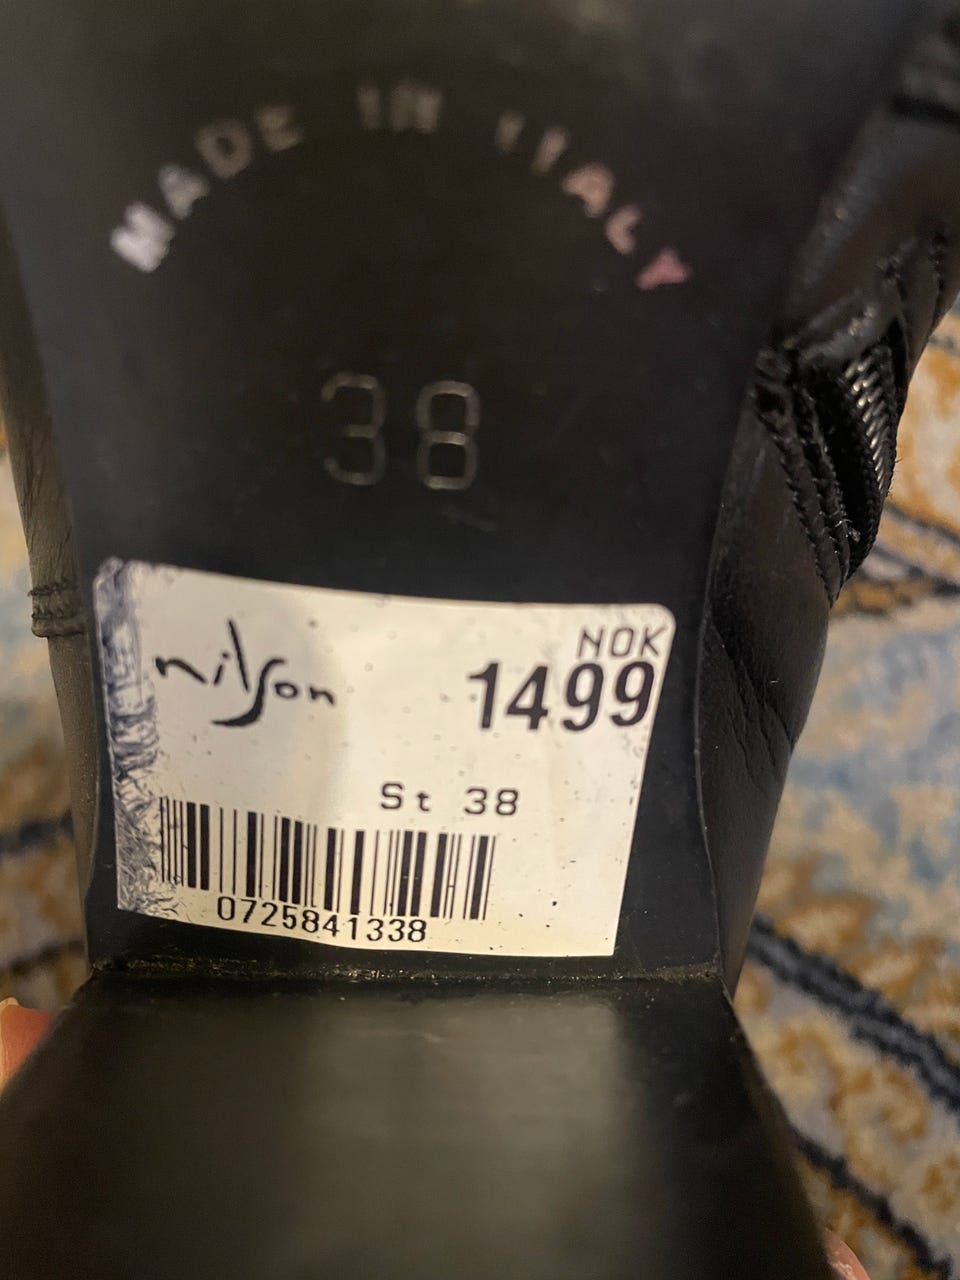 MADE IN ITALY
38
nilson
NOK
1499
St 38
0725841338